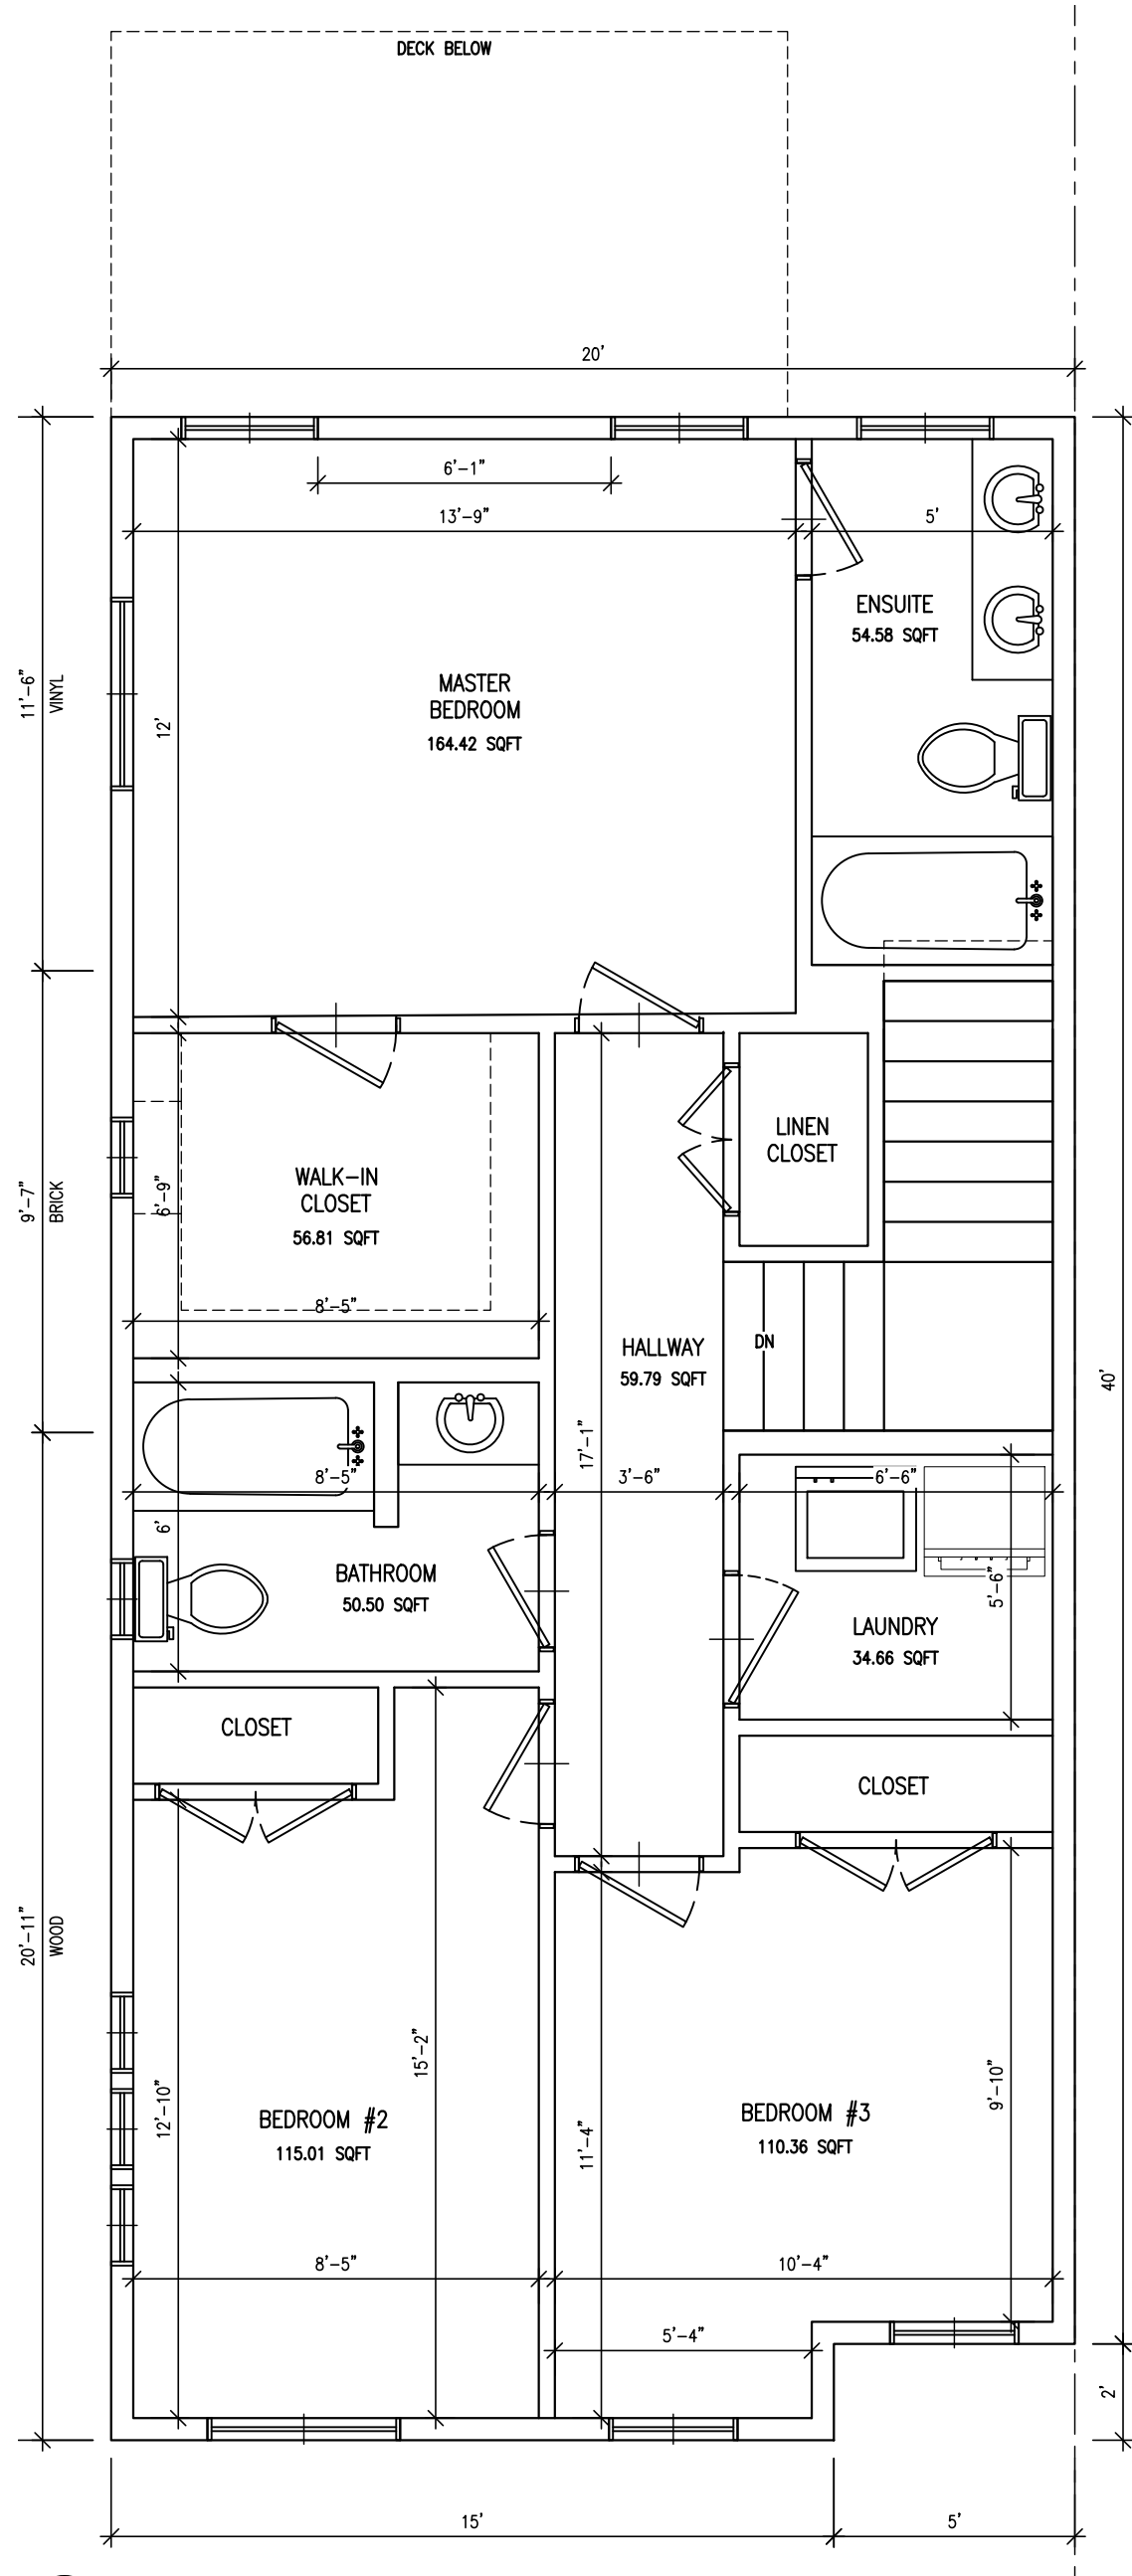 DECK BELOW
20'
6'-1"
13'-9"
5'
ENSUITE
54.58 SQFT
MASTER
BEDROOM
164.42 SQFT
12'
11'-6"
VINYL
LINEN
CLOSET
WALK-IN
CLOSET
56.81 SQFT
6'-9"
9'-7"
BRICK
8'-5"
HALLWAY
59.79 SQFT
DN
40'
17'-1"
8'-5"
3'-6"
6'-6"
6'
BATHROOM
50.50 SQFT
5'-6"
LAUNDRY
34.66 SQFT
CLOSET
CLOSET
20'-11"
WOOD
15'-2"
12'-10"
9'-10"
BEDROOM #2
115.01 SQFT
BEDROOM #3
110.36 SQFT
11'-4"
8'-5"
10'-4"
5'-4"
2'
15'
5'